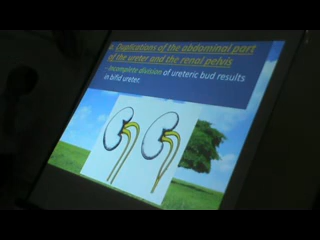 a. Duplications of the abdominal part
of the ureter and the renal pelvis
- Incomplete division of ureteric bud results
in bifid ureter.